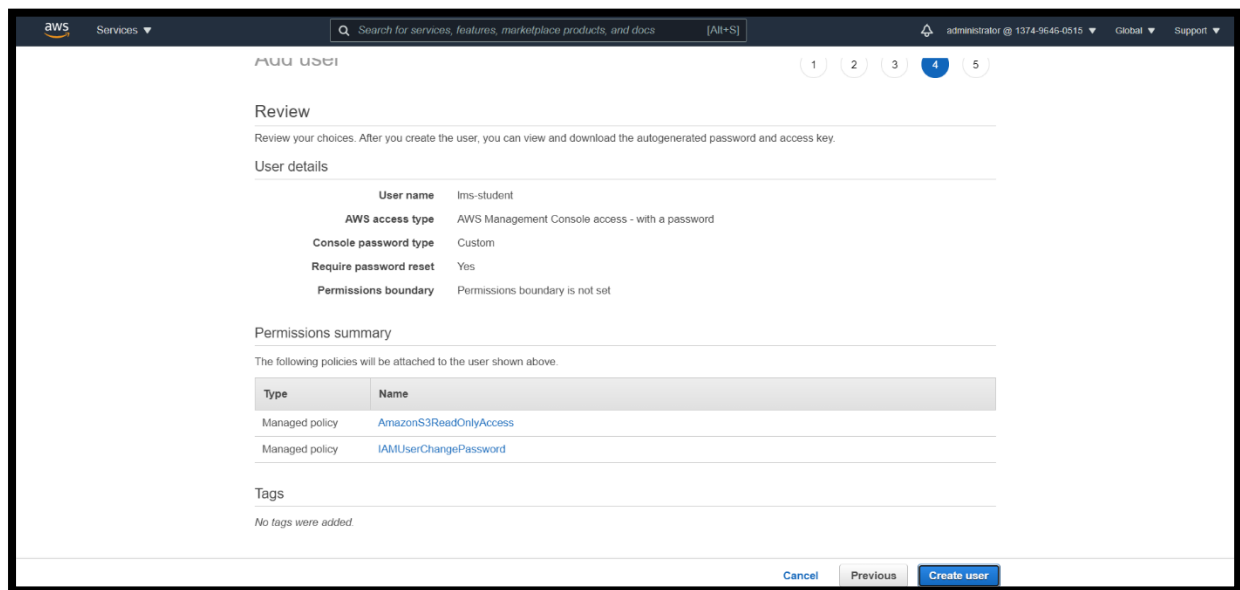 aws Services ▼ Search for services, features, marketplace products, and docs [Alt+S] administrator @ 1374-9646-0515 ▼ Global ▼ Support ▼
Add user 1 2 3 4 5
Review
Review your choices. After you create the user, you can view and download the autogenerated password and access key.
User details
User name lms-student
AWS access type AWS Management Console access - with a password
Console password type Custom
Require password reset Yes
Permissions boundary Permissions boundary is not set
Permissions summary
The following policies will be attached to the user shown above.
Type Name
Managed policy AmazonS3ReadOnlyAccess
Managed policy IAMUserChangePassword
Tags
No tags were added.
Cancel Previous Create user